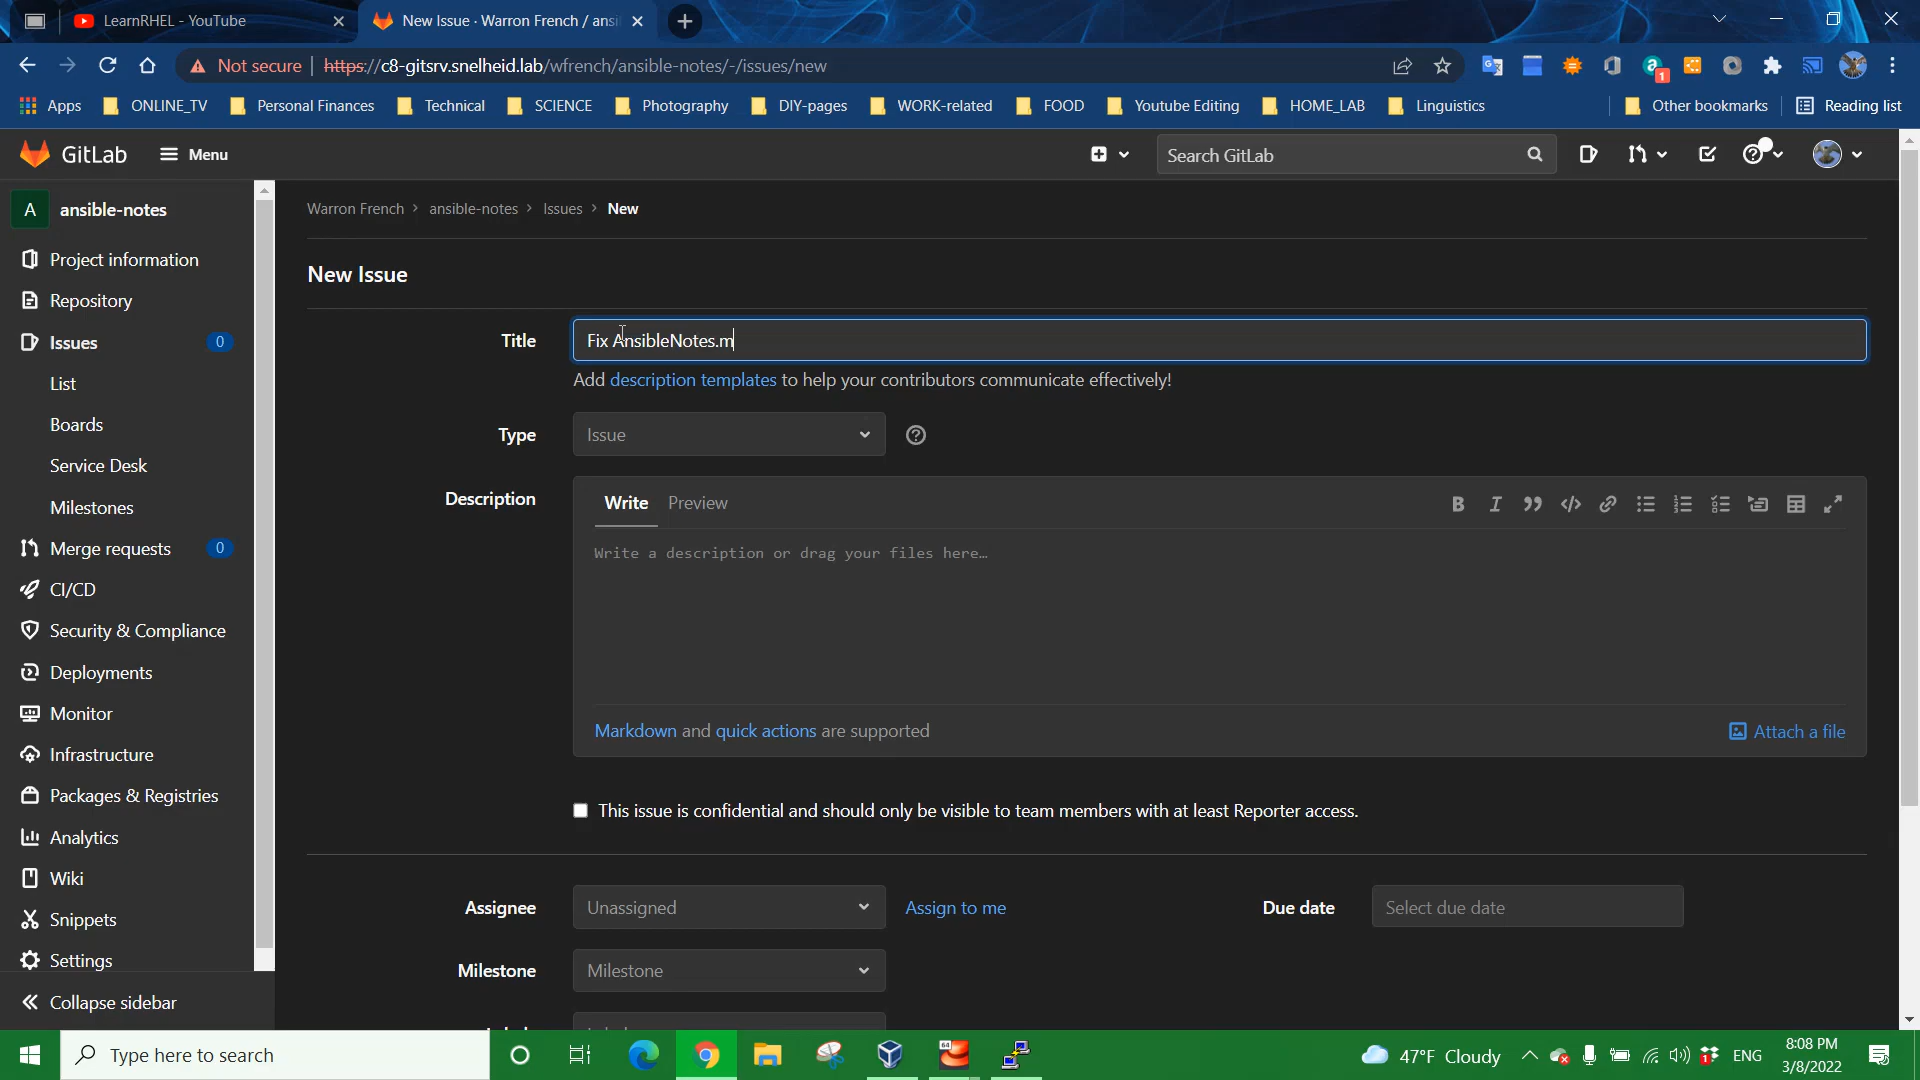 LearnRHEL - YouTube
New Issue · Warron French / ansi
Not secure
https://c8-gitsrv.snelheid.lab/wfrench/ansible-notes/-/issues/new
1
Apps
ONLINE_TV
Personal Finances
Technical
SCIENCE
Photography
DIY-pages
WORK-related
FOOD
Youtube Editing
HOME_LAB
Linguistics
Other bookmarks
Reading list
GitLab
Menu
Search GitLab
A ansible-notes
Warron French > ansible-notes > Issues > New
Project information
New Issue
Repository
Issues 0
Title
Fix AnsibleNotes.m
List
Add description templates to help your contributors communicate effectively!
Boards
Type
Issue
Service Desk
Description
Write Preview
Milestones
Merge requests 0
Write a description or drag your files here…
CI/CD
Security & Compliance
Deployments
Monitor
Markdown and quick actions are supported
Attach a file
Infrastructure
Packages & Registries
This issue is confidential and should only be visible to team members with at least Reporter access.
Analytics
Wiki
Assignee
Unassigned
Assign to me
Due date
Select due date
Snippets
Settings
Milestone
Milestone
Collapse sidebar
Type here to search
64
47°F Cloudy
1
ENG
8:08 PM
3/8/2022